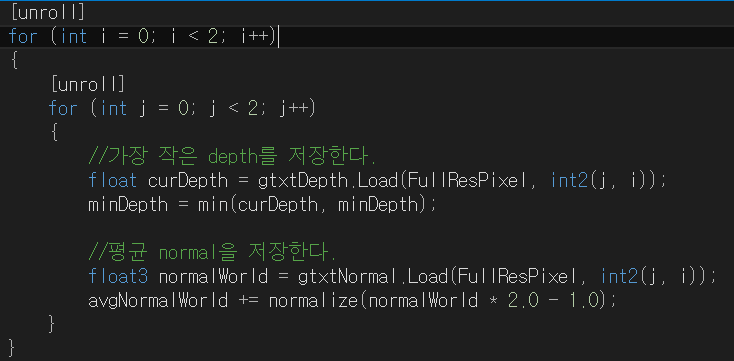 [unroll]
for (int i = 0; i < 2; i++)
{
    [unroll]
    for (int j = 0; j < 2; j++)
    {
        //가장 작은 depth를 저장한다.
        float curDepth = gtxtDepth.Load(FullResPixel, int2(j, i));
        minDepth = min(curDepth, minDepth);

        //평균 normal을 저장한다.
        float3 normalWorld = gtxtNormal.Load(FullResPixel, int2(j, i));
        avgNormalWorld += normalize(normalWorld * 2.0 - 1.0);
    }
}